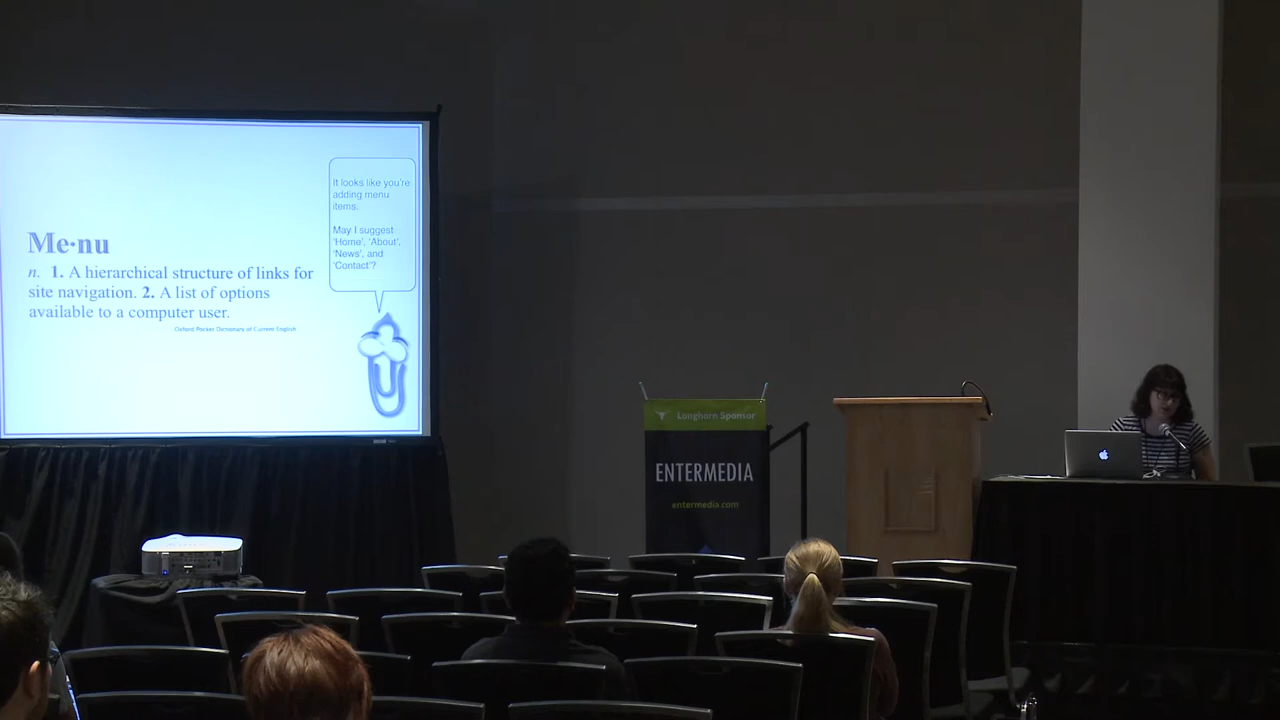 Me·nu
n. 1. A hierarchical structure of links for
site navigation. 2. A list of options
available to a computer user.
Oxford Pocket Dictionary of Current English
It looks like you're
adding menu
items.
May I suggest
'Home', 'About',
'News', and
'Contact'?
Longhorn Sponsor
ENTERMEDIA
entermedia.com